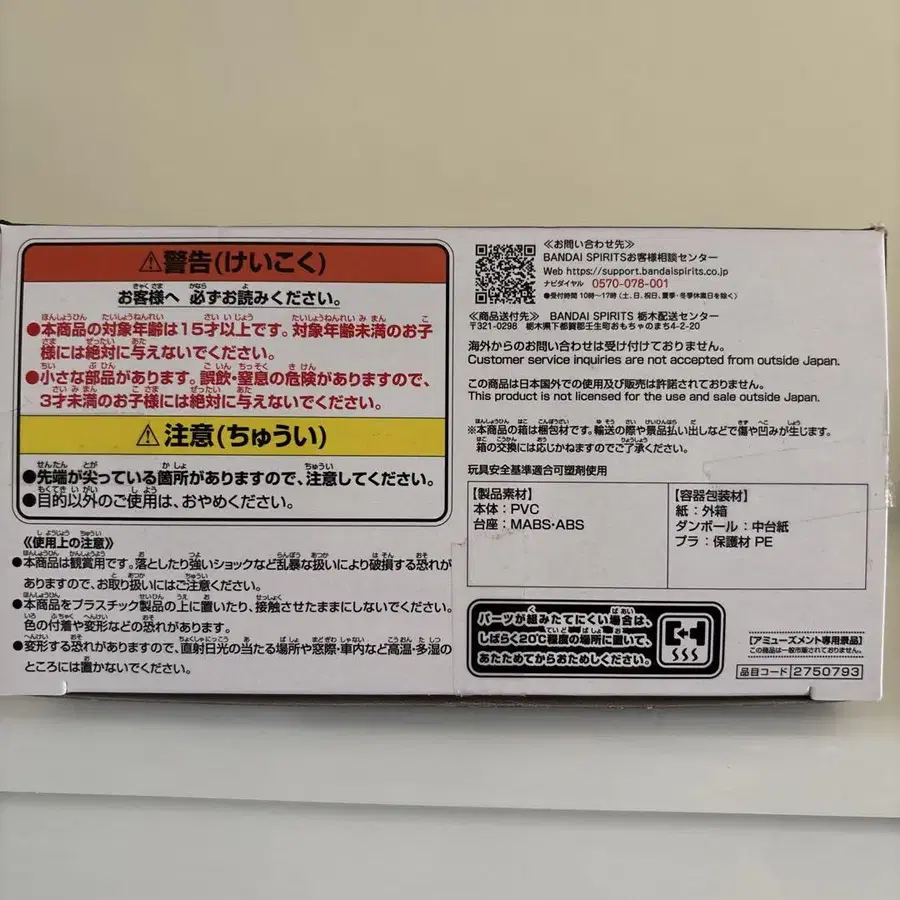 ⚠警告(けいこく)
お客様へ 必ずお読みください。
●本商品の対象年齢は15才以上です。対象年齢未満のお子
様には絶対に与えないでください。
●小さな部品があります。誤飲・窒息の危険がありますので、
3才未満のお子様には絶対に与えないでください。
⚠注意(ちゅうい)
●先端が尖っている箇所がありますので、注意してください。
●目的以外のご使用は、おやめください。
《使用上の注意》
●本商品は観賞用です。落としたり強いショックなど乱暴な扱いにより破損する恐れが
ありますので、お取り扱いにはご注意ください。
●本商品をプラスチック製品の上に置いたり、接触させたままにしないでください。
色の付着や変形などの恐れがあります。
●変形する恐れがありますので、直射日光の当たる場所や窓際・車内など高温・多湿の
ところには置かないでください。
≪お問い合わせ先≫
BANDAI SPIRITSお客様相談センター
Web https://support.bandaispirits.co.jp
ナビダイヤル 0570-078-001
●受付時間 10時〜17時(土、日、祝日、夏季・冬季休業日を除く)
≪商品送付先≫ BANDAI SPIRITS 栃木配送センター
〒321-0298 栃木県下都賀郡壬生町おもちゃのまち4-2-20
海外からのお問い合わせは受け付けておりません。
Customer service inquiries are not accepted from outside Japan.
この商品は日本国外での使用及び販売は許諾されておりません。
This product is not licensed for the use and sale outside Japan.
※本商品の箱は梱包材です。輸送の際や景品払い出しなどで傷や凹みが生じます。
箱の交換には応じかねますのでご了承ください。
玩具安全基準適合可塑剤使用
【製品素材】
本体:PVC
台座:MABS・ABS
【容器包装材】
紙:外箱
ダンボール:中台紙
プラ:保護材 PE
パーツが組みたてにくい場合は、
しばらく20℃程度の場所に置いて、
あたためてからおためしください。
【アミューズメント専用景品】
この商品は一般市販されておりません。
品目コード 2750793